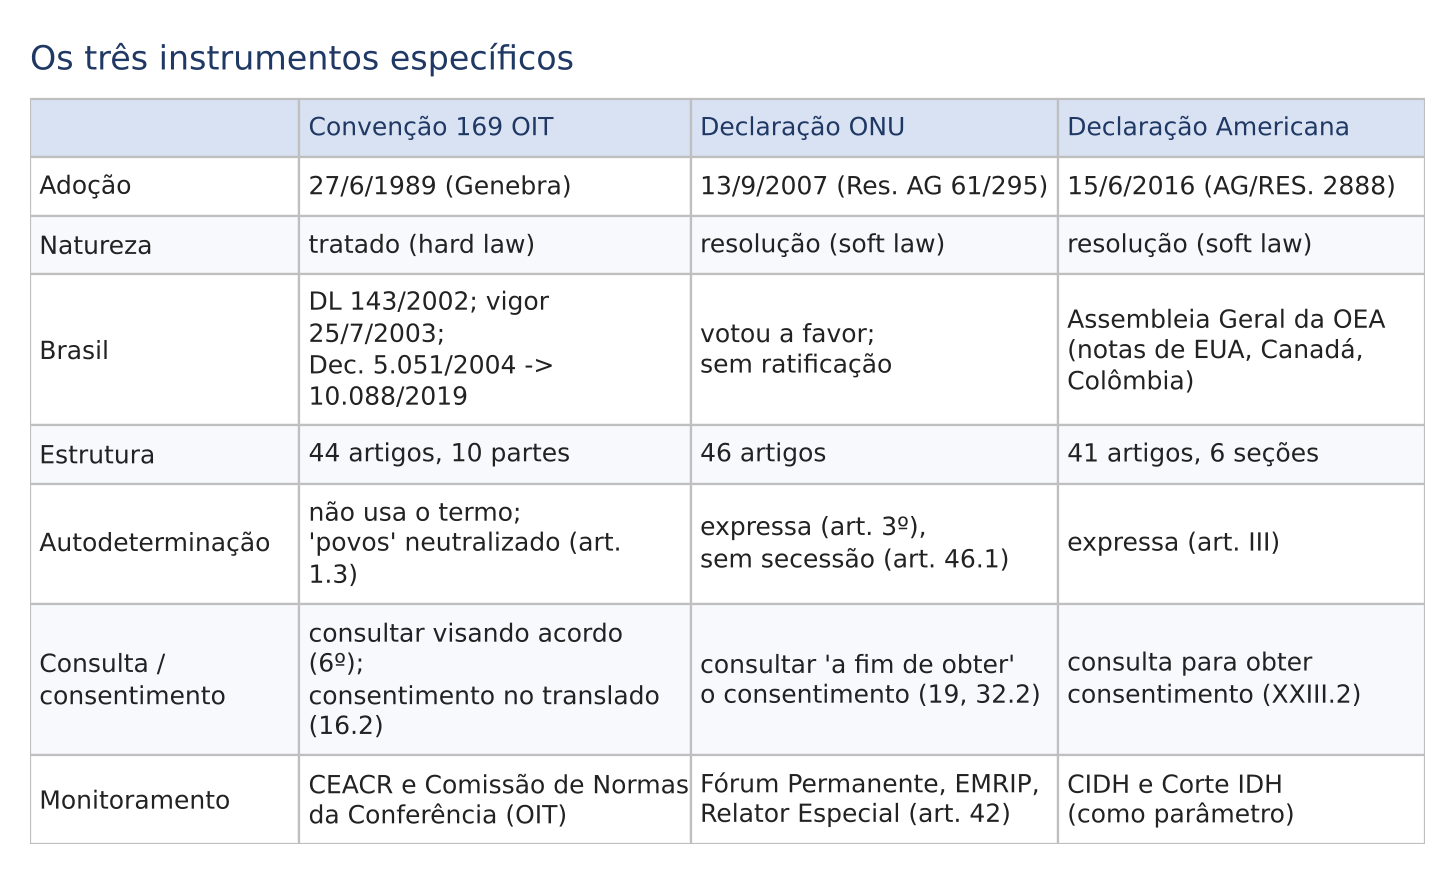 Os três instrumentos específicos
Convenção 169 OIT
Declaração ONU
Declaração Americana
Adoção
27/6/1989 (Genebra)
13/9/2007 (Res. AG 61/295)
15/6/2016 (AG/RES. 2888)
Natureza
tratado (hard law)
resolução (soft law)
resolução (soft law)
Brasil
DL 143/2002; vigor
25/7/2003;
Dec. 5.051/2004 ->
10.088/2019
votou a favor;
sem ratificação
Assembleia Geral da OEA
(notas de EUA, Canadá,
Colômbia)
Estrutura
44 artigos, 10 partes
46 artigos
41 artigos, 6 seções
Autodeterminação
não usa o termo;
'povos' neutralizado (art.
1.3)
expressa (art. 3º),
sem secessão (art. 46.1)
expressa (art. III)
Consulta /
consentimento
consultar visando acordo
(6º);
consentimento no translado
(16.2)
consultar 'a fim de obter'
o consentimento (19, 32.2)
consulta para obter
consentimento (XXIII.2)
Monitoramento
CEACR e Comissão de Normas
da Conferência (OIT)
Fórum Permanente, EMRIP,
Relator Especial (art. 42)
CIDH e Corte IDH
(como parâmetro)